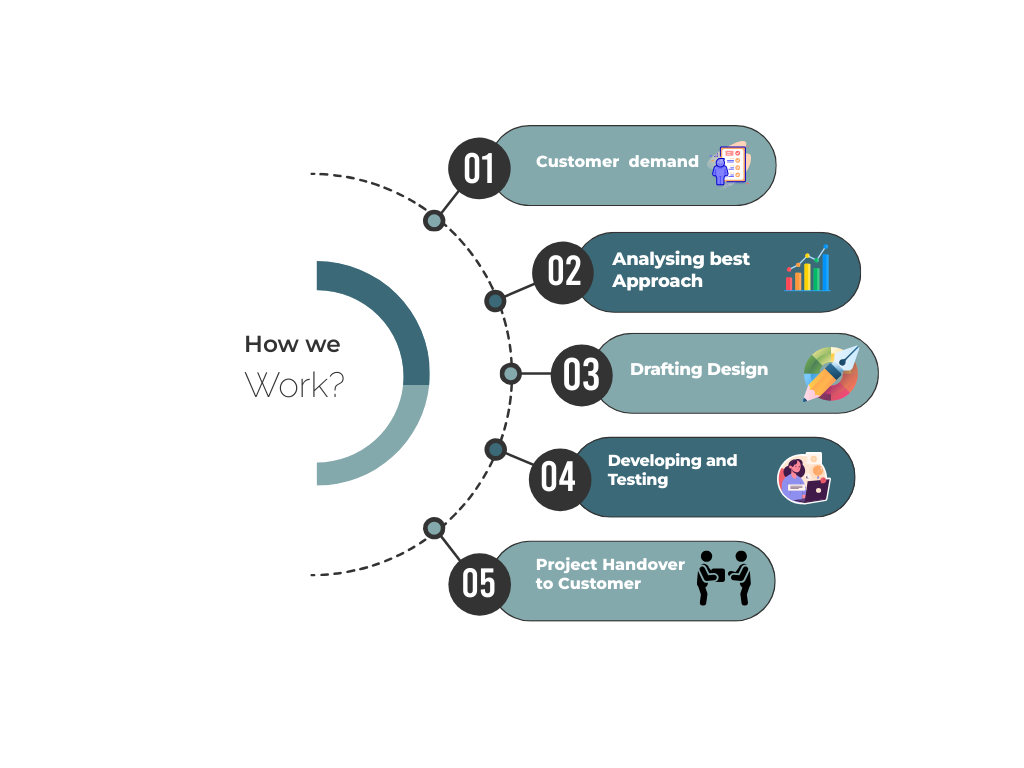 How we
Work?
01
Customer demand
02
Analysing best
Approach
03
Drafting Design
04
Developing and
Testing
05
Project Handover
to Customer